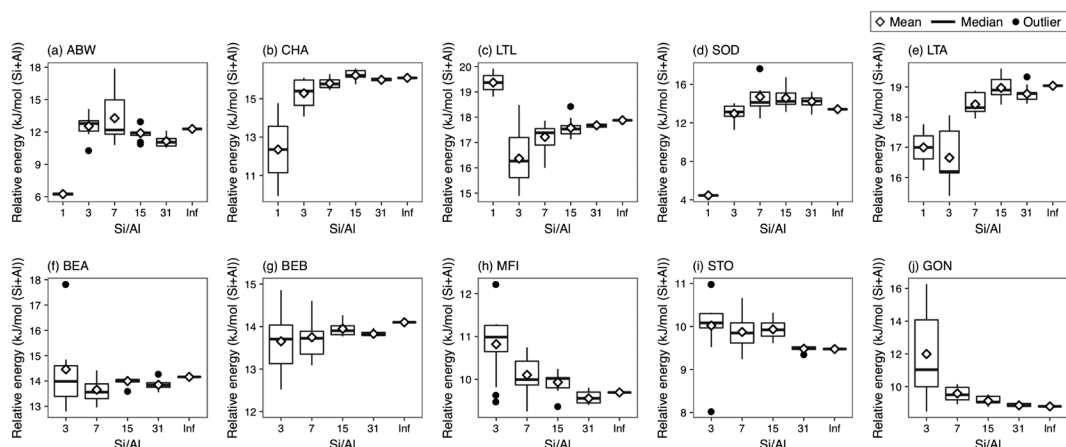 Mean Median Outlier
(a) ABW
Relative energy (kJ/mol (Si+Al))
18
15
12
9
6
1 3 7 15 31 Inf
Si/Al
(b) CHA
Relative energy (kJ/mol (Si+Al))
15
13
11
1 3 7 15 31 Inf
Si/Al
(c) LTL
Relative energy (kJ/mol (Si+Al))
20
19
18
17
16
15
1 3 7 15 31 Inf
Si/Al
(d) SOD
Relative energy (kJ/mol (Si+Al))
16
12
8
4
1 3 7 15 31 Inf
Si/Al
(e) LTA
Relative energy (kJ/mol (Si+Al))
19
18
17
16
1 3 7 15 31 Inf
Si/Al
(f) BEA
Relative energy (kJ/mol (Si+Al))
18
17
16
15
14
13
3 7 15 31 Inf
Si/Al
(g) BEB
Relative energy (kJ/mol (Si+Al))
16
15
14
13
12
3 7 15 31 Inf
Si/Al
(h) MFI
Relative energy (kJ/mol (Si+Al))
12
11
10
3 7 15 31 Inf
Si/Al
(i) STO
Relative energy (kJ/mol (Si+Al))
11
10
9
8
3 7 15 31 Inf
Si/Al
(j) GON
Relative energy (kJ/mol (Si+Al))
16
14
12
10
3 7 15 31 Inf
Si/Al